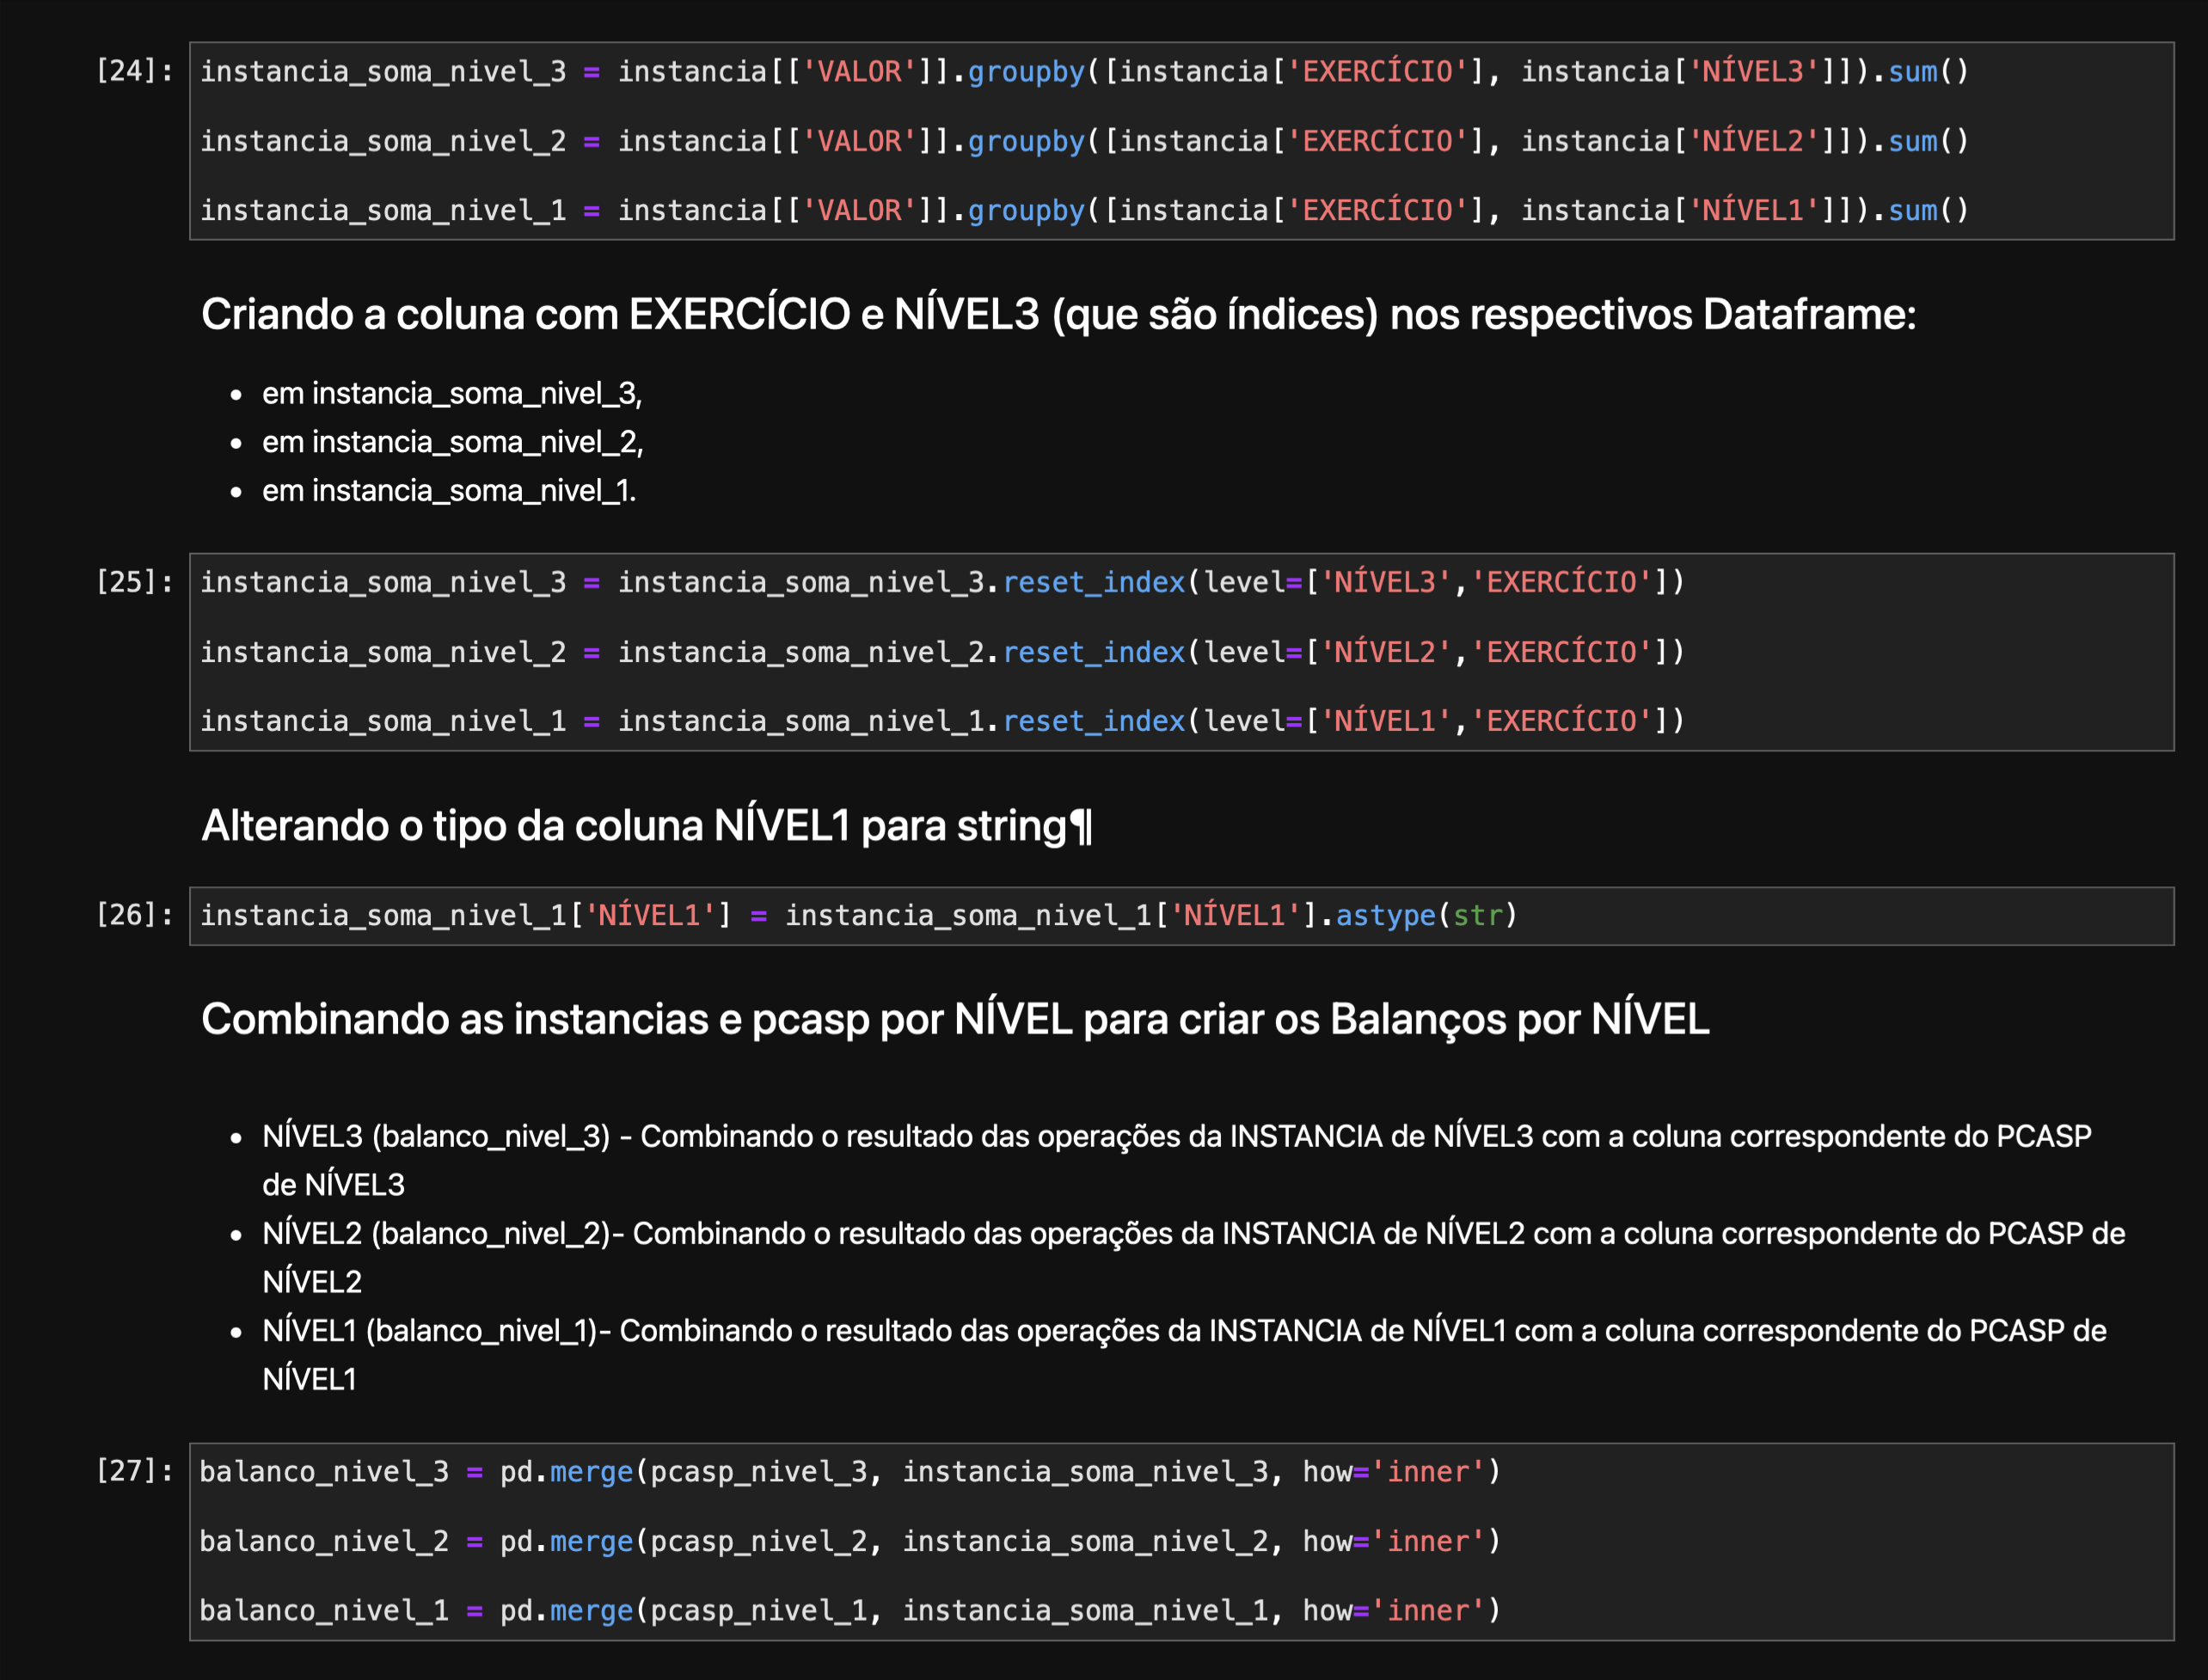 [24]: instancia_soma_nivel_3 = instancia[['VALOR']].groupby([instancia['EXERCÍCIO'], instancia['NÍVEL3']]).sum()
instancia_soma_nivel_2 = instancia[['VALOR']].groupby([instancia['EXERCÍCIO'], instancia['NÍVEL2']]).sum()
instancia_soma_nivel_1 = instancia[['VALOR']].groupby([instancia['EXERCÍCIO'], instancia['NÍVEL1']]).sum()
Criando a coluna com EXERCÍCIO e NÍVEL3 (que são índices) nos respectivos Dataframe:
• em instancia_soma_nivel_3,
• em instancia_soma_nivel_2,
• em instancia_soma_nivel_1.
[25]: instancia_soma_nivel_3 = instancia_soma_nivel_3.reset_index(level=['NÍVEL3','EXERCÍCIO'])
instancia_soma_nivel_2 = instancia_soma_nivel_2.reset_index(level=['NÍVEL2','EXERCÍCIO'])
instancia_soma_nivel_1 = instancia_soma_nivel_1.reset_index(level=['NÍVEL1','EXERCÍCIO'])
Alterando o tipo da coluna NÍVEL1 para string¶
[26]: instancia_soma_nivel_1['NÍVEL1'] = instancia_soma_nivel_1['NÍVEL1'].astype(str)
Combinando as instancias e pcasp por NÍVEL para criar os Balanços por NÍVEL
• NÍVEL3 (balanco_nivel_3) - Combinando o resultado das operações da INSTANCIA de NÍVEL3 com a coluna correspondente do PCASP
de NÍVEL3
• NÍVEL2 (balanco_nivel_2)- Combinando o resultado das operações da INSTANCIA de NÍVEL2 com a coluna correspondente do PCASP de
NÍVEL2
• NÍVEL1 (balanco_nivel_1)- Combinando o resultado das operações da INSTANCIA de NÍVEL1 com a coluna correspondente do PCASP de
NÍVEL1
[27]: balanco_nivel_3 = pd.merge(pcasp_nivel_3, instancia_soma_nivel_3, how='inner')
balanco_nivel_2 = pd.merge(pcasp_nivel_2, instancia_soma_nivel_2, how='inner')
balanco_nivel_1 = pd.merge(pcasp_nivel_1, instancia_soma_nivel_1, how='inner')